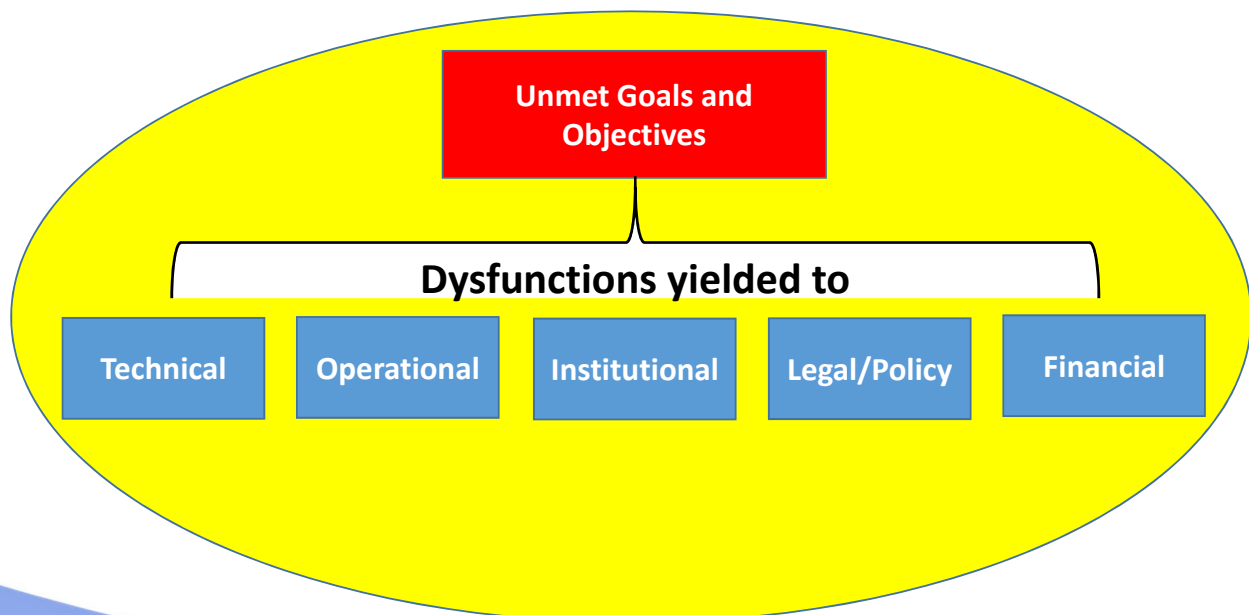 Unmet Goals and
Objectives
Dysfunctions yielded to
Technical
Operational
Institutional
Legal/Policy
Financial